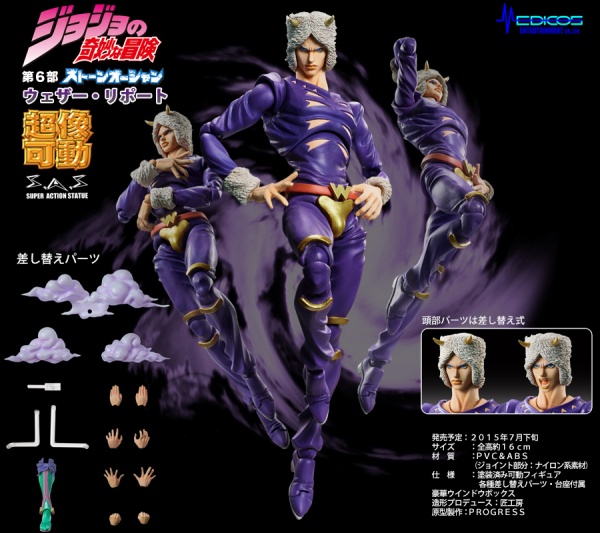 ジョジョの
奇妙な冒険
第6部 ストーンオーシャン
ウェザー・リポート
超像
可動
S.A.S
SUPER ACTION STATUE
MEDICOS
ENTERTAINMENT CO.,LTD
差し替えパーツ
W
頭部パーツは差し替え式
発売予定:2015年7月下旬
サイズ:全高約16cm
材 質:PVC&ABS
(ジョイント部分:ナイロン系素材)
仕 様:塗装済み可動フィギュア
各種差し替えパーツ・台座付属
豪華ウインドウボックス
造形プロデュース:匠工房
原型製作:PROGRESS